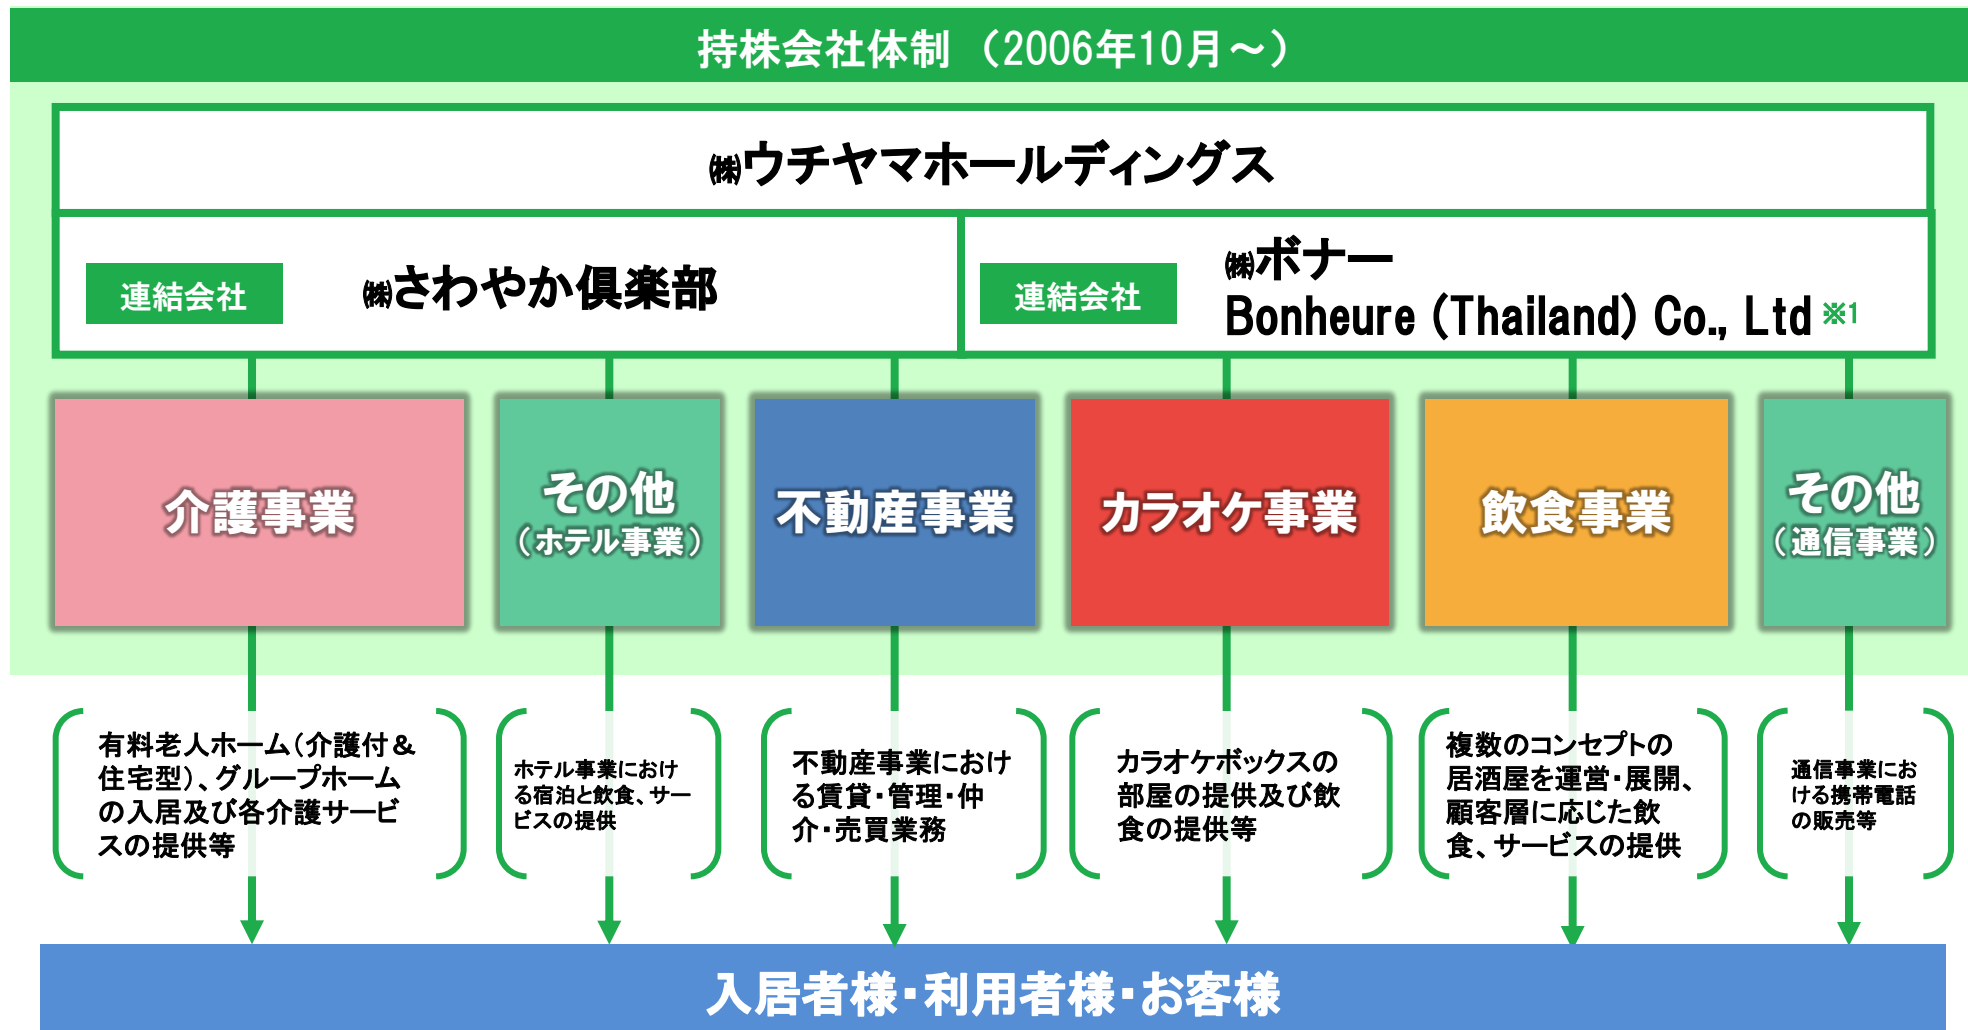 持株会社体制 （2006年10月～）
㈱ウチヤマホールディングス
連結会社
㈱さわやか倶楽部
連結会社
㈱ボナー
Bonheure (Thailand) Co., Ltd ※1
介護事業
その他
（ホテル事業）
不動産事業
カラオケ事業
飲食事業
その他
（通信事業）
有料老人ホーム（介護付＆
住宅型）、グループホーム
の入居及び各介護サービ
スの提供等
ホテル事業におけ
る宿泊と飲食、サー
ビスの提供
不動産事業におけ
る賃貸・管理・仲
介・売買業務
カラオケボックスの
部屋の提供及び飲
食の提供等
複数のコンセプトの
居酒屋を運営・展開、
顧客層に応じた飲
食、サービスの提供
通信事業にお
ける携帯電話
の販売等
入居者様・利用者様・お客様